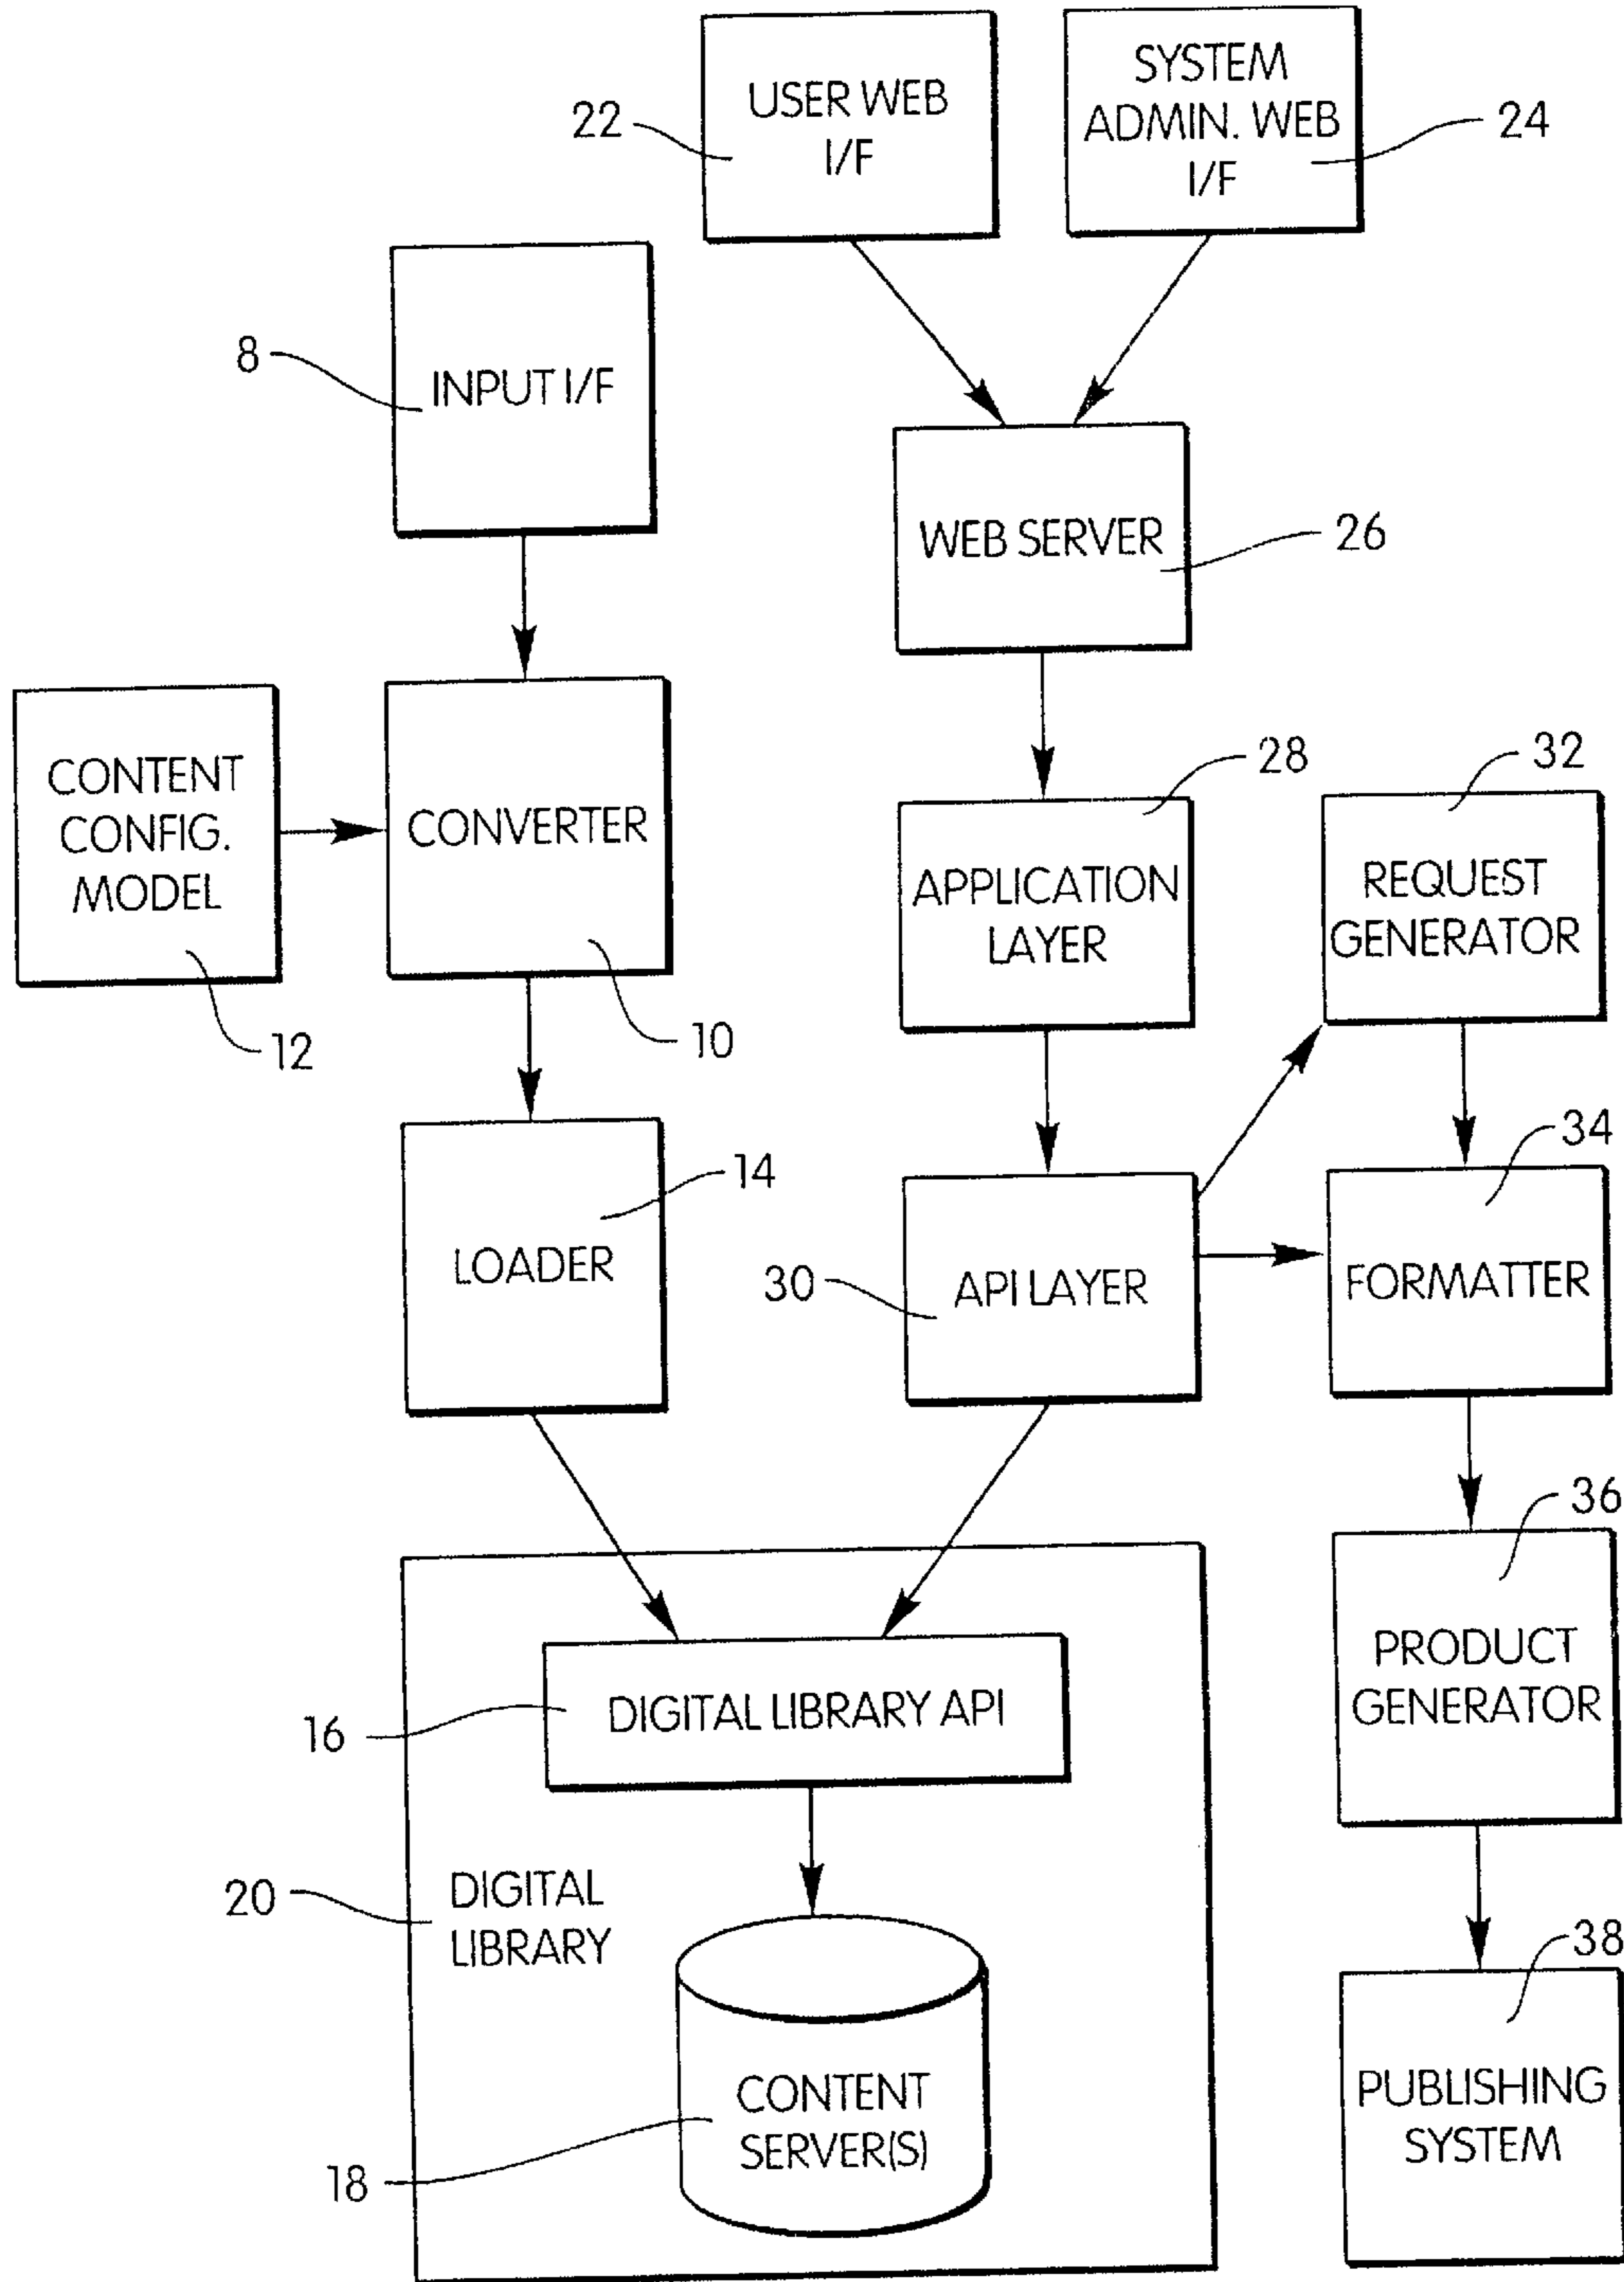 USER WEB
I/F
22
SYSTEM
ADMIN. WEB
I/F
24
INPUT I/F
8
WEB SERVER
26
CONTENT
CONFIG.
MODEL
12
CONVERTER
10
APPLICATION
LAYER
28
REQUEST
GENERATOR
32
LOADER
14
API LAYER
30
FORMATTER
34
DIGITAL LIBRARY API
16
PRODUCT
GENERATOR
36
DIGITAL
LIBRARY
20
CONTENT
SERVER(S)
18
PUBLISHING
SYSTEM
38